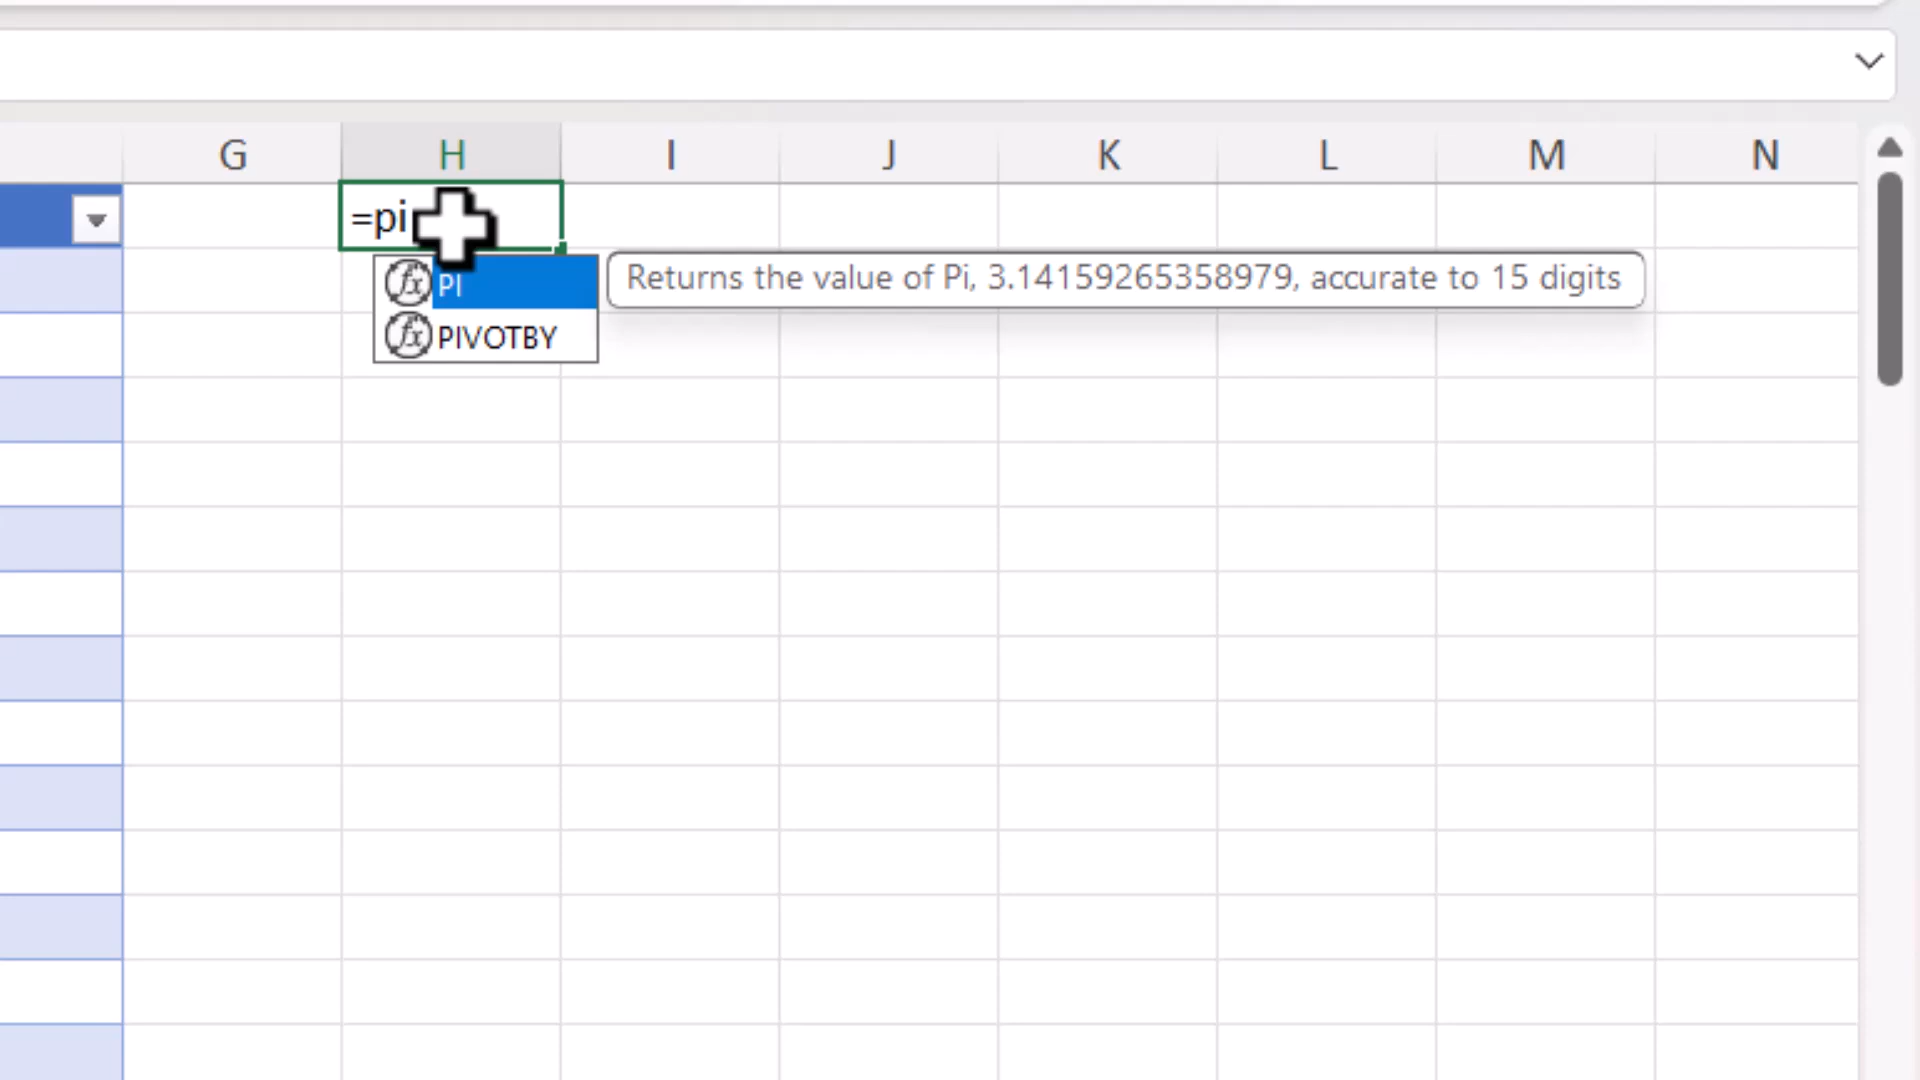 G H I J K L M N
=pi
PI Returns the value of Pi, 3.14159265358979, accurate to 15 digits
PIVOTBY